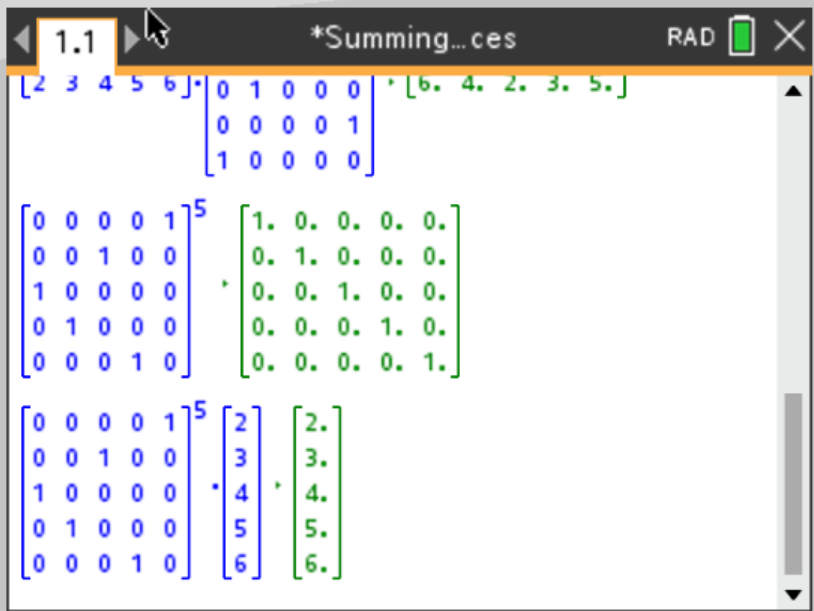 1.1 *Summing…ces RAD
[2 3 4 5 6]· 0 1 0 0 0 ▸ [6. 4. 2. 3. 5.]
0 0 0 0 1
1 0 0 0 0
0 0 0 0 1 5 1. 0. 0. 0. 0.
0 0 1 0 0 0. 1. 0. 0. 0.
1 0 0 0 0 ▸ 0. 0. 1. 0. 0.
0 1 0 0 0 0. 0. 0. 1. 0.
0 0 0 1 0 0. 0. 0. 0. 1.
0 0 0 0 1 5 2 2.
0 0 1 0 0 3 3.
1 0 0 0 0 · 4 ▸ 4.
0 1 0 0 0 5 5.
0 0 0 1 0 6 6.